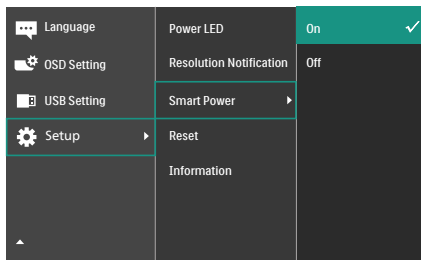 Language
OSD Setting
USB Setting
Setup
Power LED
Resolution Notification
Smart Power
Reset
Information
On
Off